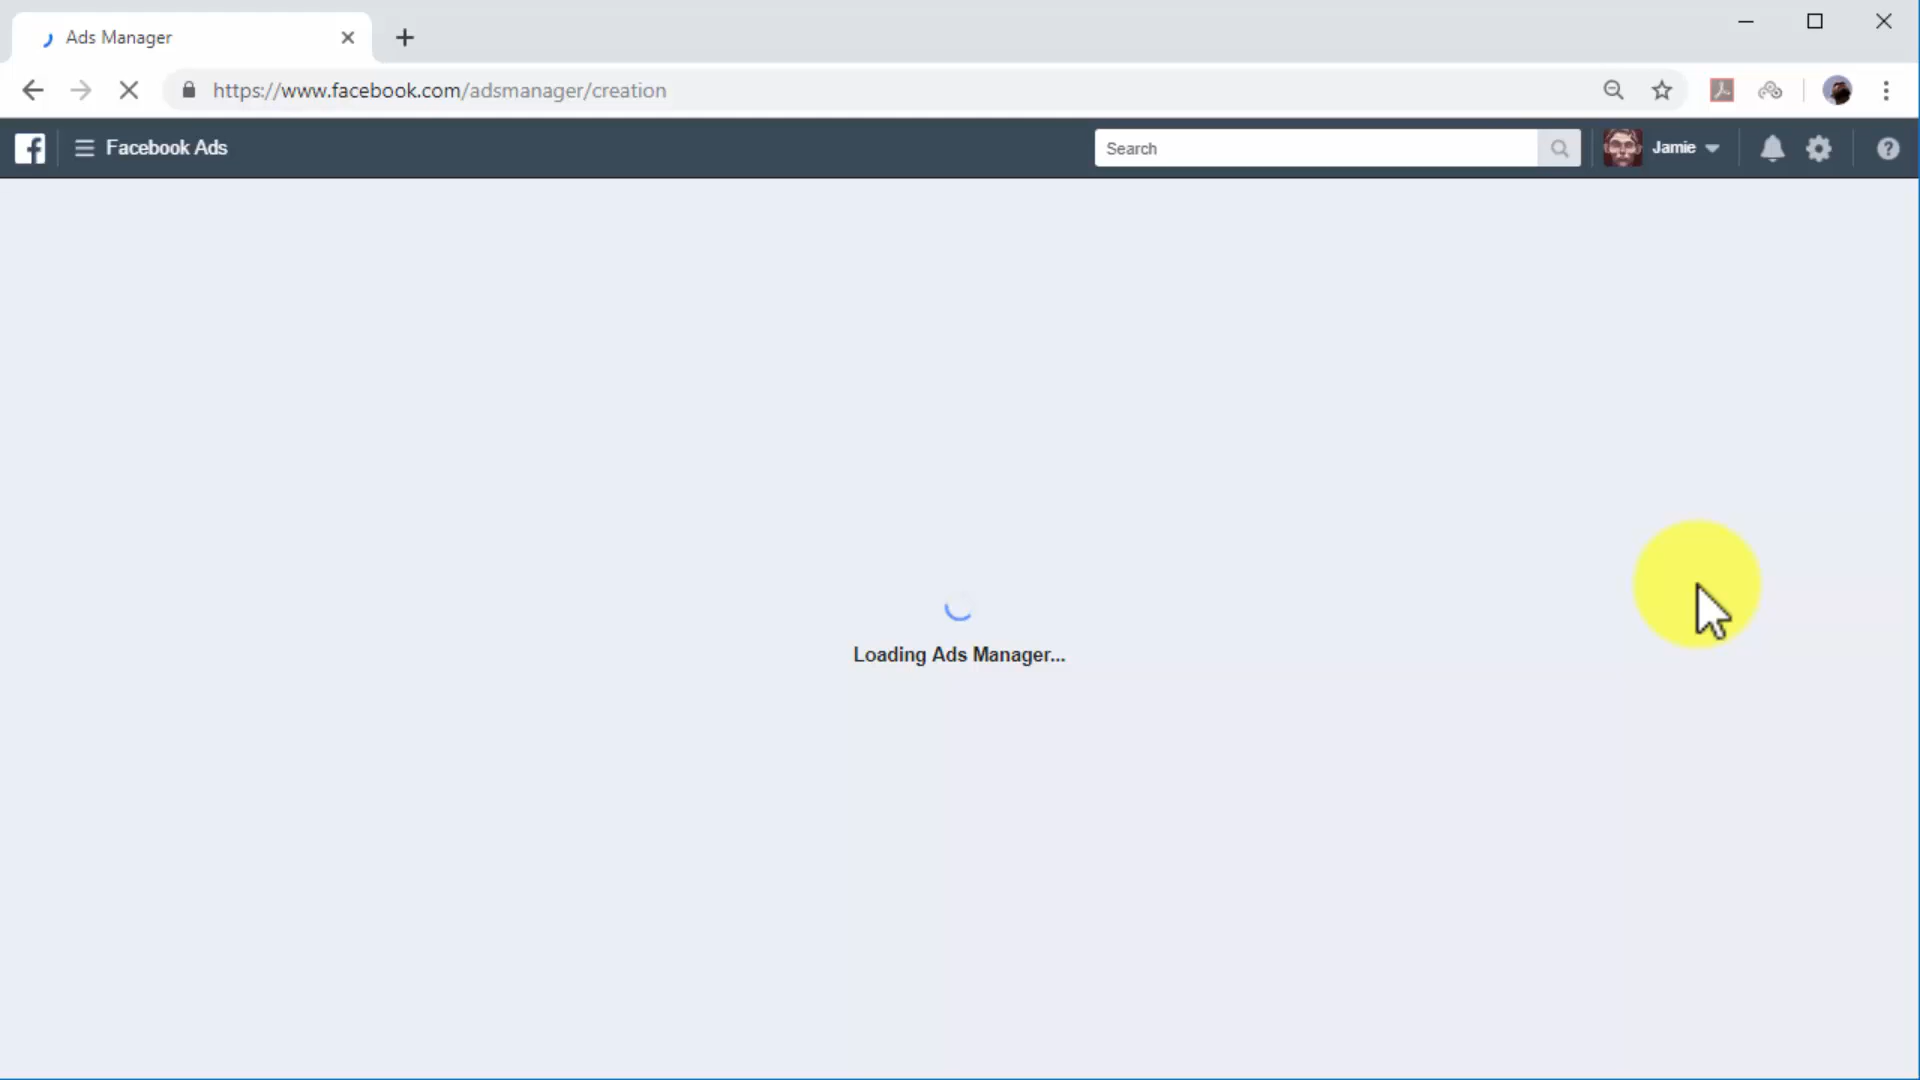 Ads Manager
https://www.facebook.com/adsmanager/creation
Facebook Ads
Search
Jamie
Loading Ads Manager...